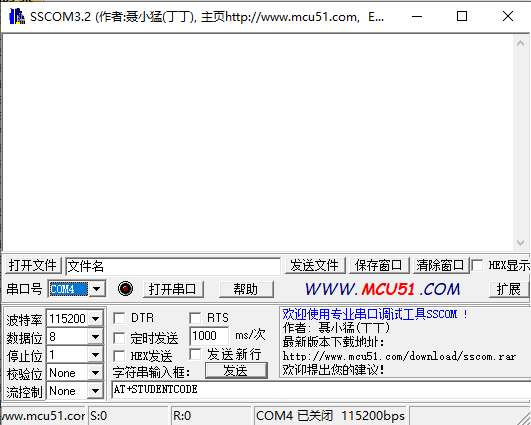 SSCOM3.2 (作者:聂小猛(丁丁), 主页http://www.mcu51.com, E...
打开文件 文件名 发送文件 保存窗口 清除窗口 HEX显示
串口号 COM4 打开串口 帮助 WWW.MCU51.COM 扩展
波特率 115200 DTR RTS
数据位 8 定时发送 1000 ms/次
停止位 1 HEX发送 发送新行
校验位 None 字符串输入框: 发送
流控制 None AT+STUDENTCODE
欢迎使用专业串口调试工具SSCOM !
作者: 聂小猛(丁丁)
最新版本下载地址:
http://www.mcu51.com/download/sscom.rar
欢迎提出您的建议!
www.mcu51.cor S:0 R:0 COM4 已关闭 115200bps